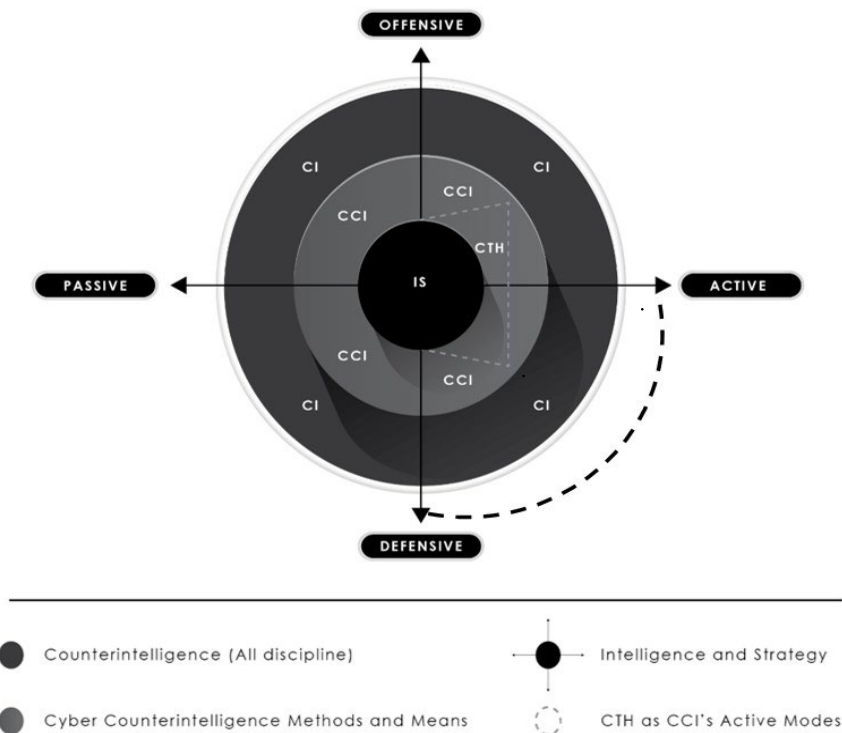 OFFENSIVE
CI CI
CCI
CCI
CTH
PASSIVE IS ACTIVE
CCI
CCI
CI CI
DEFENSIVE
Counterintelligence (All discipline) Intelligence and Strategy
Cyber Counterintelligence Methods and Means CTH as CCI's Active Modes